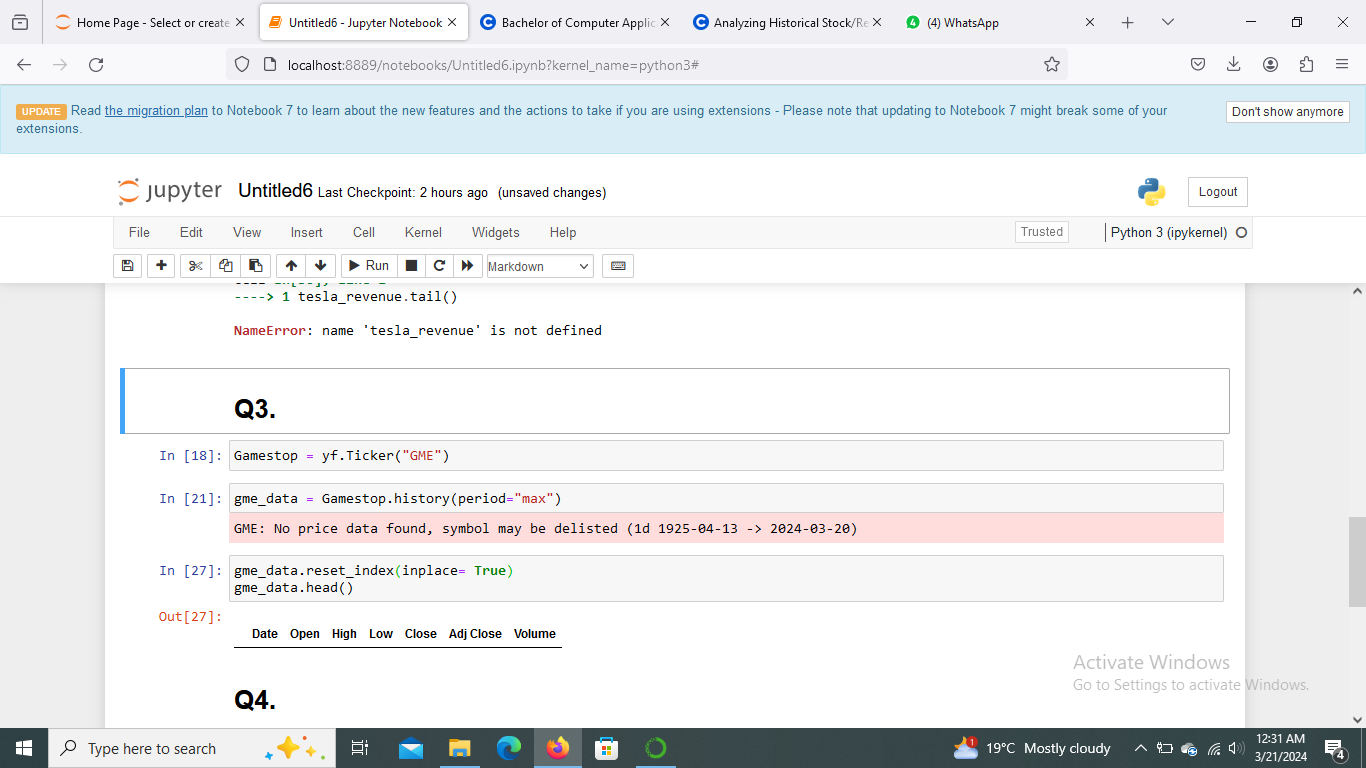 Home Page - Select or create
Untitled6 - Jupyter Notebook
Bachelor of Computer Applic
Analyzing Historical Stock/Re
(4) WhatsApp
localhost:8889/notebooks/Untitled6.ipynb?kernel_name=python3#
UPDATE Read the migration plan to Notebook 7 to learn about the new features and the actions to take if you are using extensions - Please note that updating to Notebook 7 might break some of your
extensions.
Don't show anymore
jupyter Untitled6 Last Checkpoint: 2 hours ago (unsaved changes)
Logout
File Edit View Insert Cell Kernel Widgets Help
Trusted
Python 3 (ipykernel)
Run
Markdown
----> 1 tesla_revenue.tail()
NameError: name 'tesla_revenue' is not defined
Q3.
In [18]: Gamestop = yf.Ticker("GME")
In [21]: gme_data = Gamestop.history(period="max")
GME: No price data found, symbol may be delisted (1d 1925-04-13 -> 2024-03-20)
In [27]: gme_data.reset_index(inplace= True)
gme_data.head()
Out[27]:
Date Open High Low Close Adj Close Volume
Q4.
Activate Windows
Go to Settings to activate Windows.
Type here to search
1
19°C Mostly cloudy
12:31 AM
3/21/2024
4